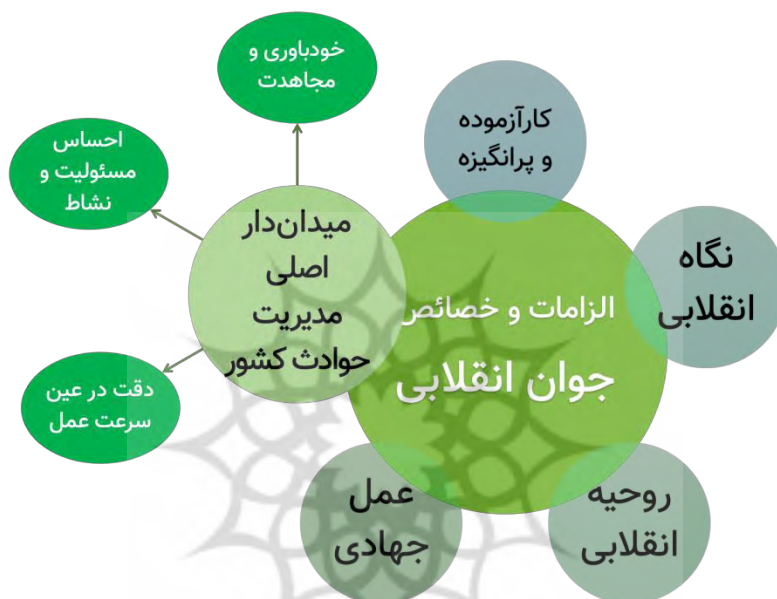 خودباوری و
مجاهدت
کارآزموده
و پرانگیزه
احساس
مسئولیت و
نشاط
میدان‌دار
اصلی
مدیریت
حوادث کشور
نگاه
انقلابی
الزامات و خصائص
جوان انقلابی
دقت در عین
سرعت عمل
روحیه
انقلابی
عمل
جهادی